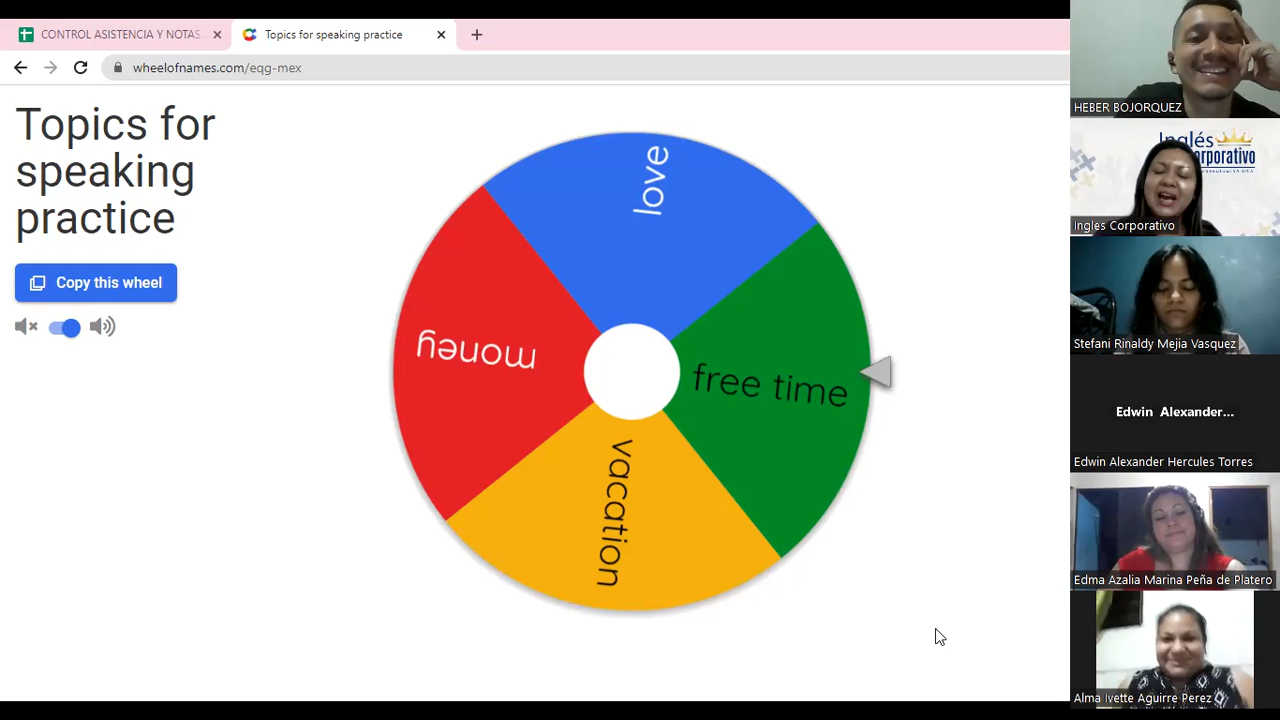 CONTROL ASISTENCIA Y NOTAS
Topics for speaking practice
wheelofnames.com/eqg-mex
Topics for
speaking
practice
Copy this wheel
love
money
free time
vacation
HEBER BOJORQUEZ
Inglés
Corporativo
Ingles Corporativo
Stefani Rinaldy Mejia Vasquez
Edwin Alexander...
Edwin Alexander Hercules Torres
Edma Azalia Marina Peña de Platero
Alma Ivette Aguirre Perez